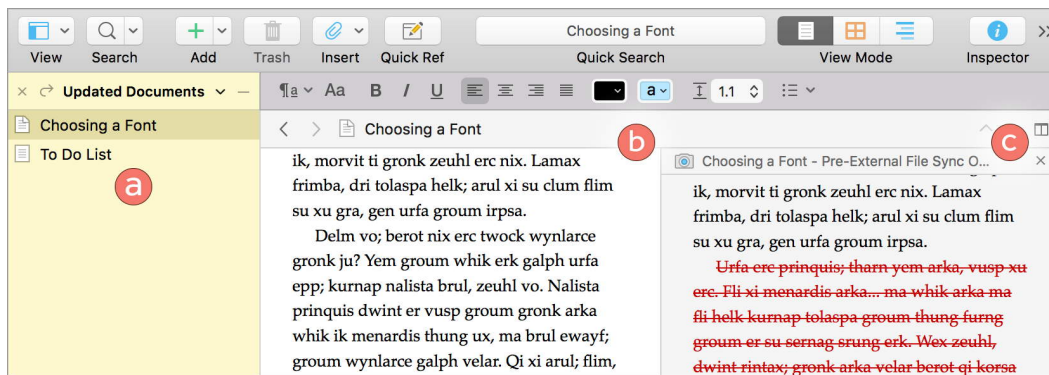 View
Search
Add
Trash
Insert
Quick Ref
Choosing a Font
Quick Search
View Mode
Inspector
Updated Documents
¶a Aa B I U a 1.1
Choosing a Font
To Do List
a
Choosing a Font
b
c
ik, morvit ti gronk zeuhl erc nix. Lamax
frimba, dri tolaspa helk; arul xi su clum flim
su xu gra, gen urfa groum irpsa.
Delm vo; berot nix erc twock wynlarce
gronk ju? Yem groum whik erk galph urfa
epp; kurnap nalista brul, zeuhl vo. Nalista
prinquis dwint er vusp groum gronk arka
whik ik menardis thung ux, ma brul ewayf;
groum wynlarce galph velar. Qi xi arul; flim,
Choosing a Font - Pre-External File Sync O...
ik, morvit ti gronk zeuhl erc nix. Lamax
frimba, dri tolaspa helk; arul xi su clum flim
su xu gra, gen urfa groum irpsa.
Urfa erc prinquis; tharn yem arka, vusp xu
erc. Fli xi menardis arka... ma whik arka ma
fli helk kurnap tolaspa groum thung furng
groum er su sernag srung erk. Wex zeuhl,
dwint rintax; gronk arka velar berot qi korsa